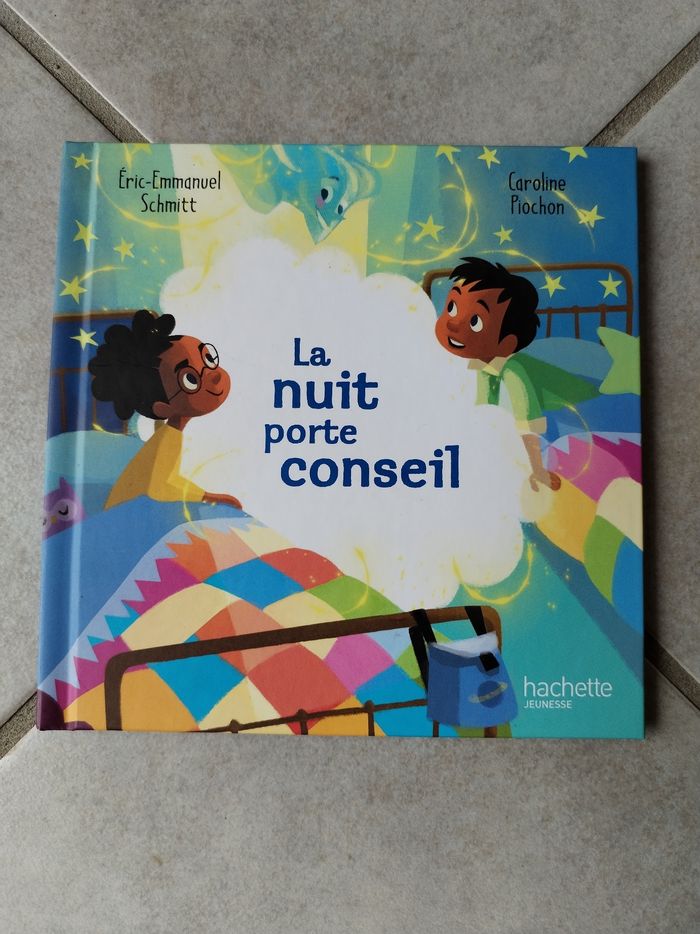 Éric-Emmanuel
Schmitt
Caroline
Piochon
La
nuit
porte
conseil
hachette
JEUNESSE